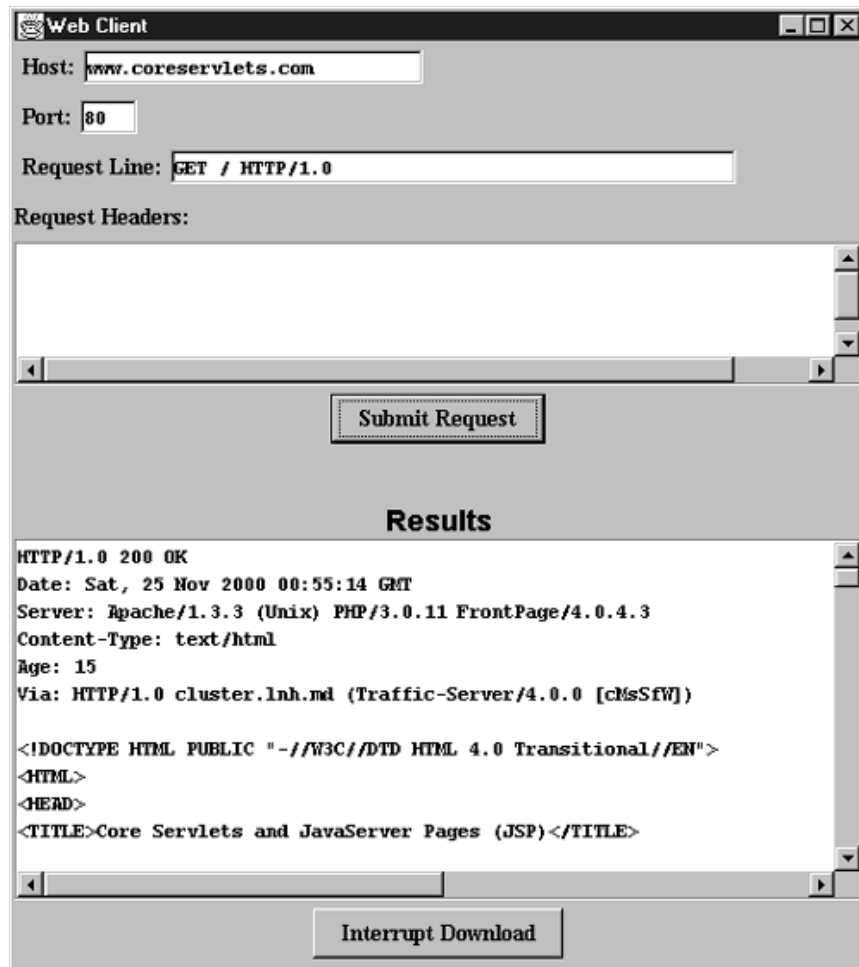 Web Client
Host: www.coreservlets.com
Port: 80
Request Line: GET / HTTP/1.0
Request Headers:
Submit Request
Results
HTTP/1.0 200 OK
Date: Sat, 25 Nov 2000 00:55:14 GMT
Server: Apache/1.3.3 (Unix) PHP/3.0.11 FrontPage/4.0.4.3
Content-Type: text/html
Age: 15
Via: HTTP/1.0 cluster.lnh.md (Traffic-Server/4.0.0 [cMsSfW])
<!DOCTYPE HTML PUBLIC "-//W3C//DTD HTML 4.0 Transitional//EN">
<HTML>
<HEAD>
<TITLE>Core Servlets and JavaServer Pages (JSP)</TITLE>
Interrupt Download